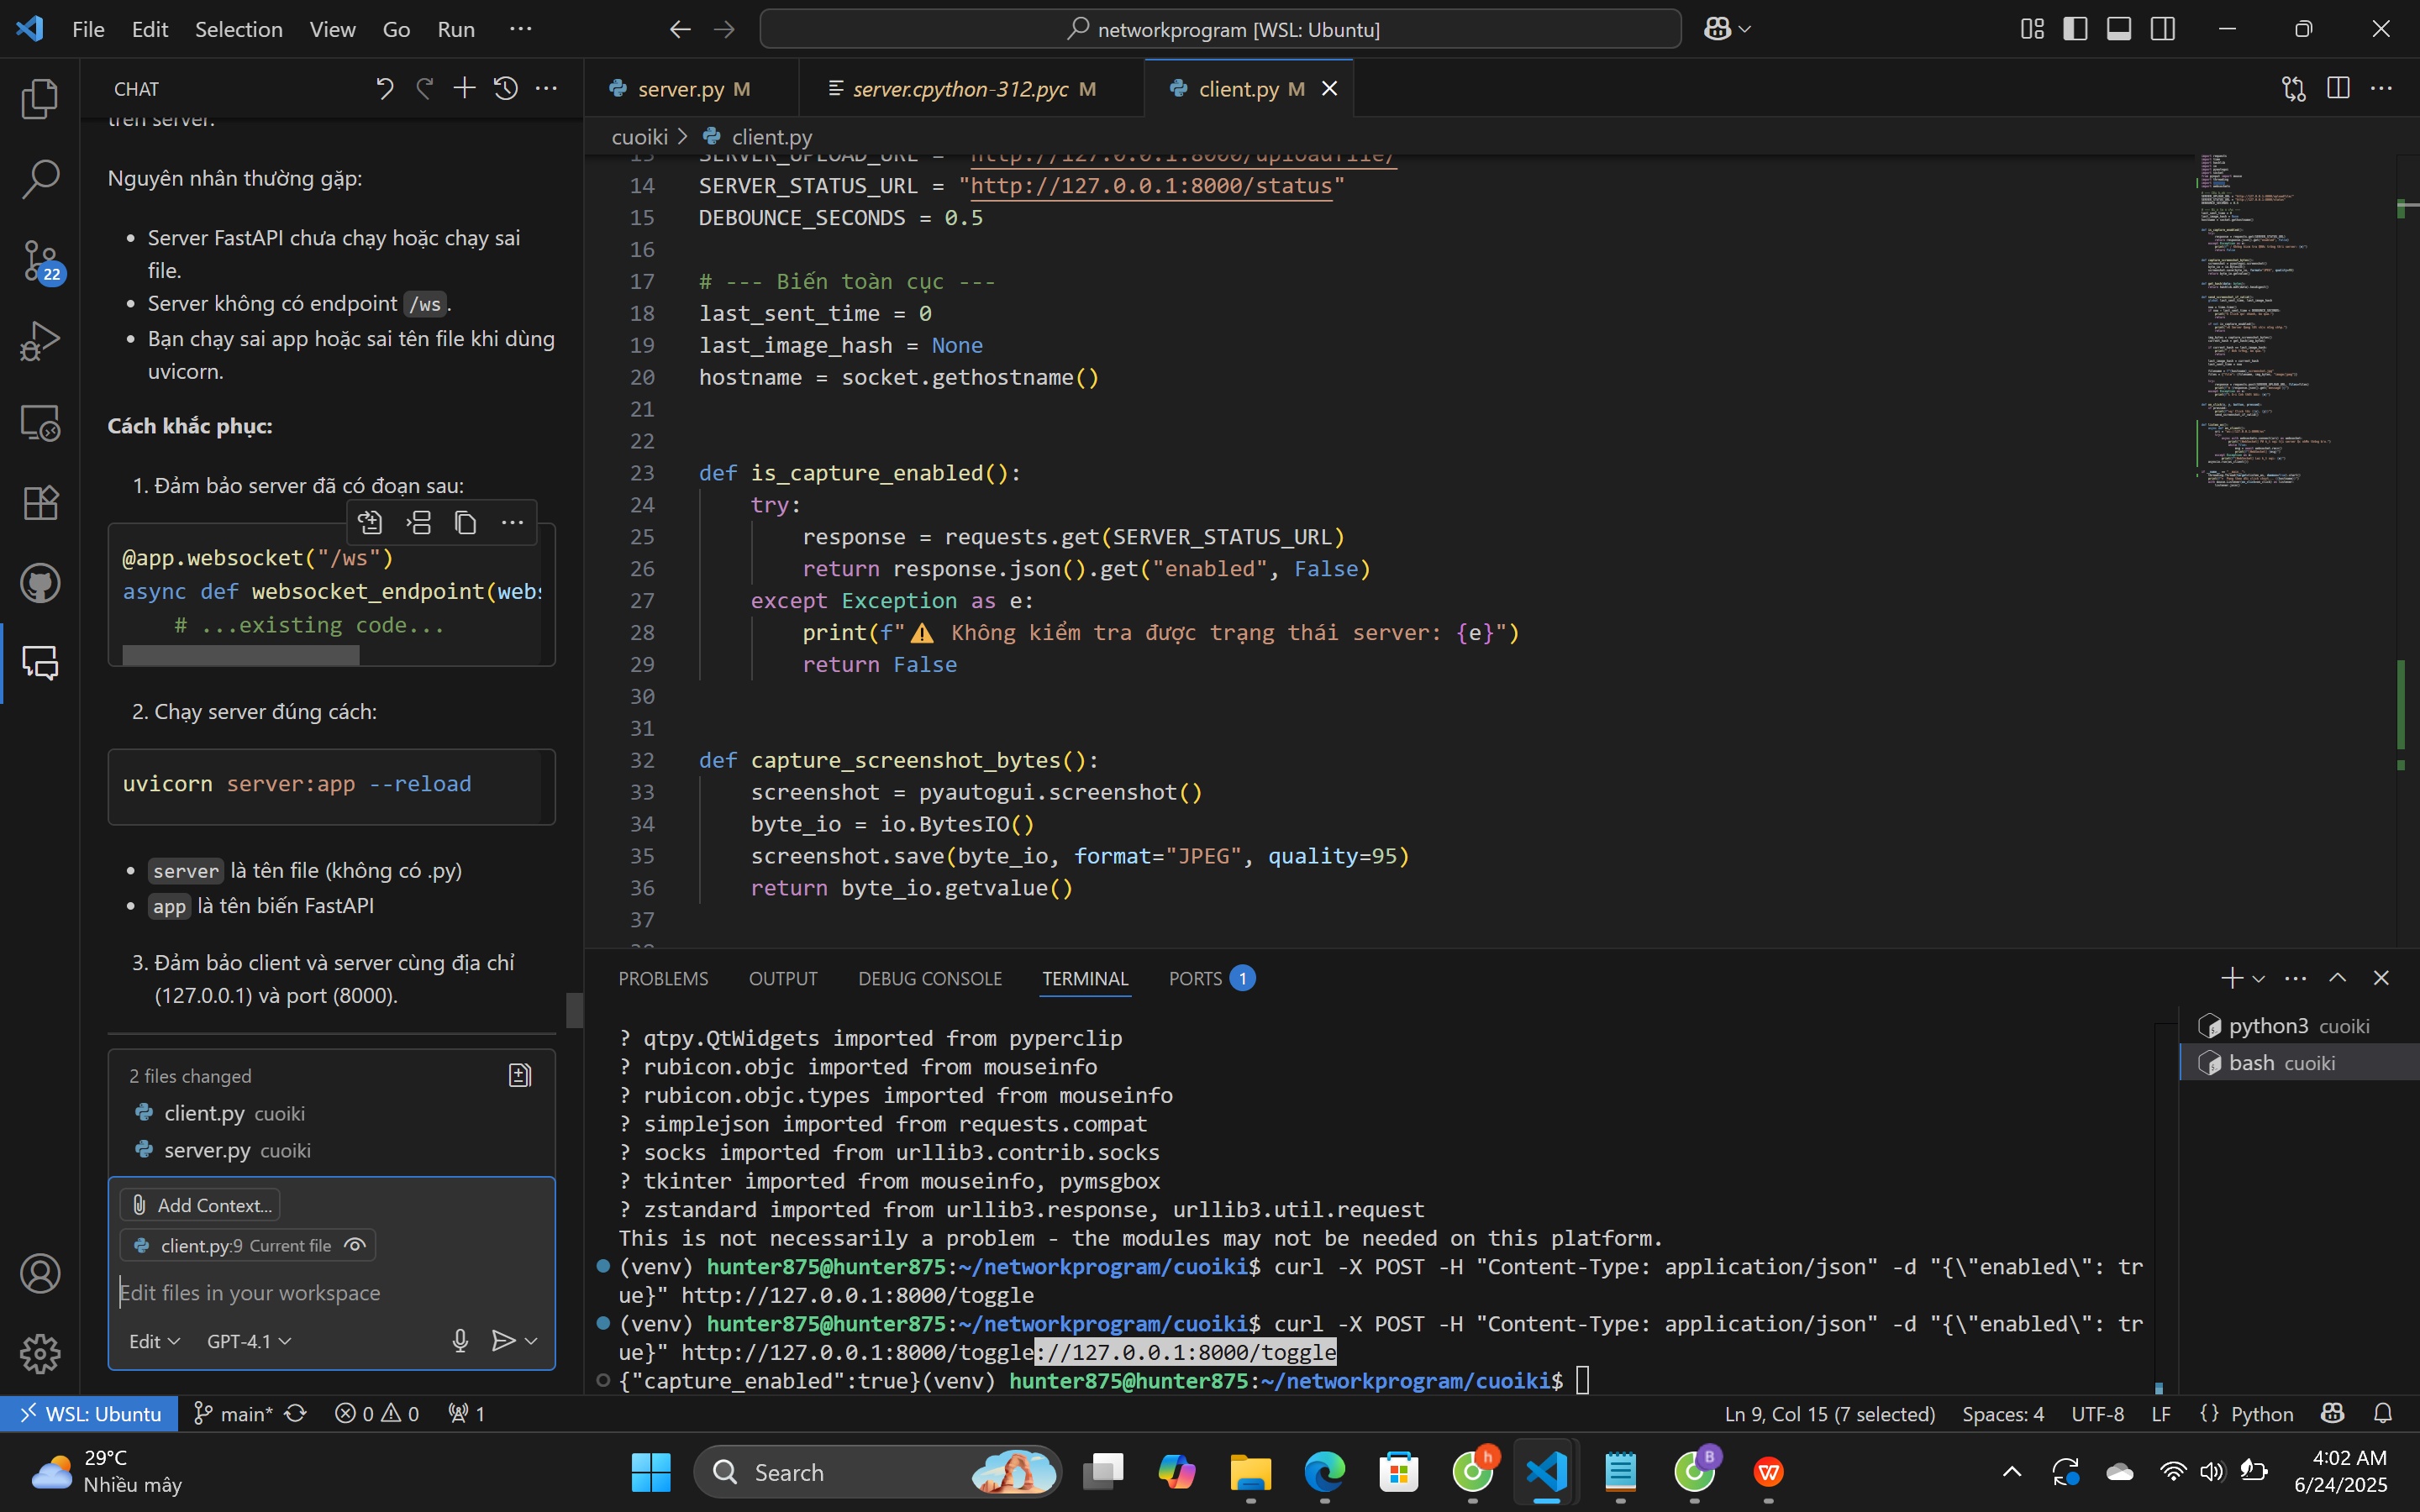 File Edit Selection View Go Run ···
networkprogram [WSL: Ubuntu]
CHAT
trên server.
Nguyên nhân thường gặp:
• Server FastAPI chưa chạy hoặc chạy sai
file.
• Server không có endpoint /ws.
• Bạn chạy sai app hoặc sai tên file khi dùng
uvicorn.
Cách khắc phục:
1. Đảm bảo server đã có đoạn sau:
@app.websocket("/ws")
async def websocket_endpoint(webs
# ...existing code...
2. Chạy server đúng cách:
uvicorn server:app --reload
• server là tên file (không có .py)
• app là tên biến FastAPI
3. Đảm bảo client và server cùng địa chỉ
(127.0.0.1) và port (8000).
2 files changed
client.py cuoiki
server.py cuoiki
Add Context...
client.py:9 Current file
Edit files in your workspace
Edit GPT-4.1
22
server.py M
server.cpython-312.pyc M
client.py M
cuoiki > client.py
13 SERVER_UPLOAD_URL = "http://127.0.0.1:8000/uploadfile/"
14 SERVER_STATUS_URL = "http://127.0.0.1:8000/status"
15 DEBOUNCE_SECONDS = 0.5
16
17 # --- Biến toàn cục ---
18 last_sent_time = 0
19 last_image_hash = None
20 hostname = socket.gethostname()
21
22
23 def is_capture_enabled():
24 try:
25 response = requests.get(SERVER_STATUS_URL)
26 return response.json().get("enabled", False)
27 except Exception as e:
28 print(f"⚠️ Không kiểm tra được trạng thái server: {e}")
29 return False
30
31
32 def capture_screenshot_bytes():
33 screenshot = pyautogui.screenshot()
34 byte_io = io.BytesIO()
35 screenshot.save(byte_io, format="JPEG", quality=95)
36 return byte_io.getvalue()
37
PROBLEMS OUTPUT DEBUG CONSOLE TERMINAL PORTS 1
? qtpy.QtWidgets imported from pyperclip
? rubicon.objc imported from mouseinfo
? rubicon.objc.types imported from mouseinfo
? simplejson imported from requests.compat
? socks imported from urllib3.contrib.socks
? tkinter imported from mouseinfo, pymsgbox
? zstandard imported from urllib3.response, urllib3.util.request
This is not necessarily a problem - the modules may not be needed on this platform.
(venv) hunter875@hunter875:~/networkprogram/cuoiki$ curl -X POST -H "Content-Type: application/json" -d "{\"enabled\": tr
ue}" http://127.0.0.1:8000/toggle
(venv) hunter875@hunter875:~/networkprogram/cuoiki$ curl -X POST -H "Content-Type: application/json" -d "{\"enabled\": tr
ue}" http://127.0.0.1:8000/toggle://127.0.0.1:8000/toggle
{"capture_enabled":true}(venv) hunter875@hunter875:~/networkprogram/cuoiki$
python3 cuoiki
bash cuoiki
WSL: Ubuntu main* 0 0 1
Ln 9, Col 15 (7 selected) Spaces: 4 UTF-8 LF {} Python
29°C
Nhiều mây
Search
h
B
4:02 AM
6/24/2025